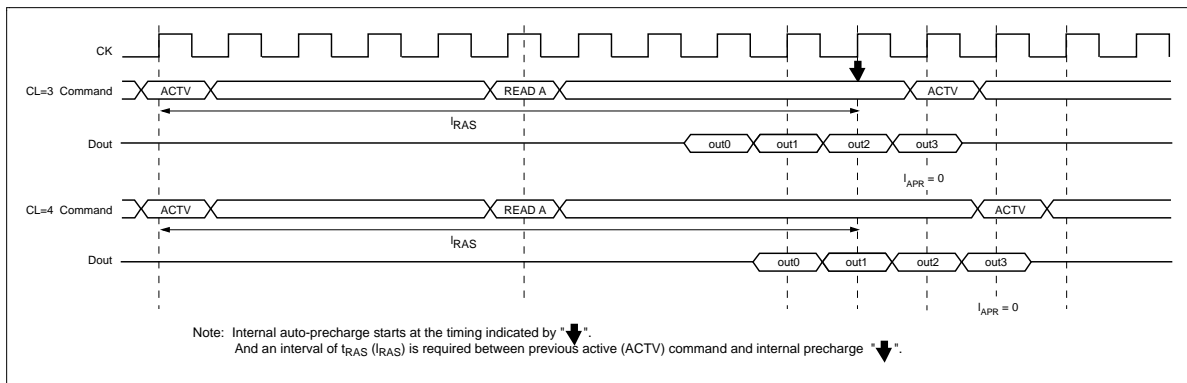 CK
CL=3 Command
ACTV
READ A
ACTV
lRAS
Dout
out0
out1
out2
out3
lAPR = 0
CL=4 Command
ACTV
READ A
ACTV
lRAS
Dout
out0
out1
out2
out3
lAPR = 0
Note: Internal auto-precharge starts at the timing indicated by " ".
And an interval of tRAS (lRAS) is required between previous active (ACTV) command and internal precharge " ".